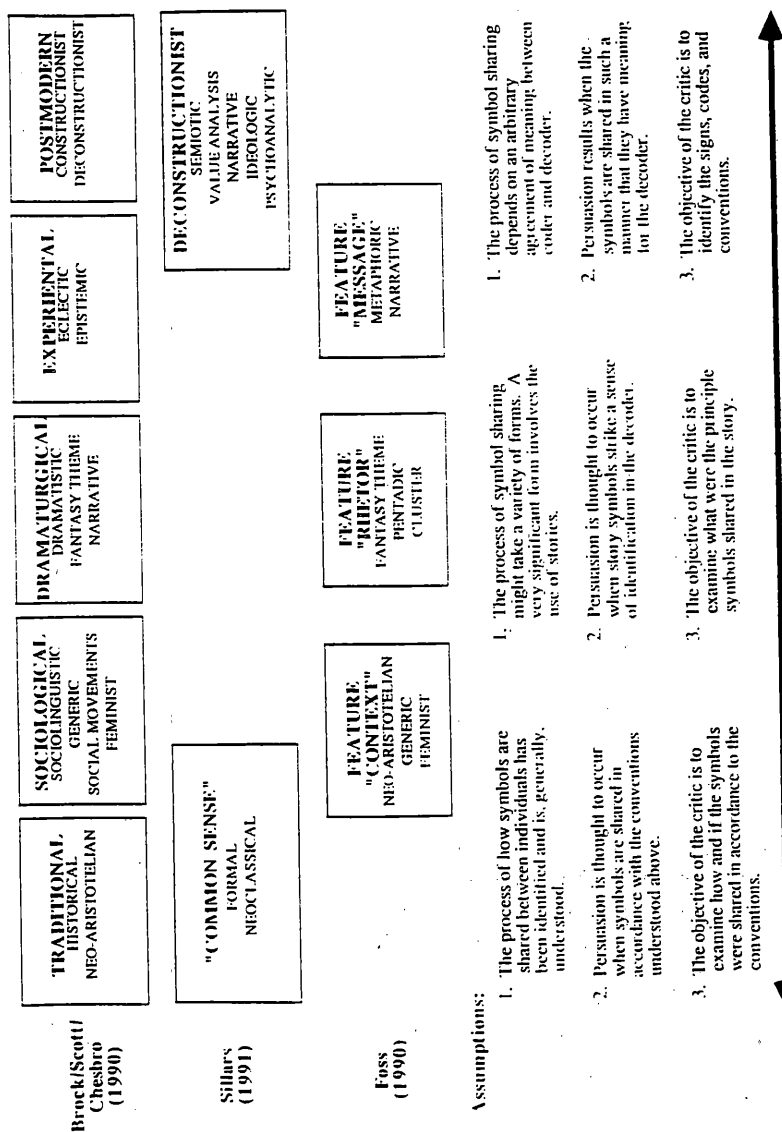 Brock/Scott/
Chesbro
(1990)
TRADITIONAL
HISTORICAL
NEO-ARISTOTELIAN
SOCIOLOGICAL
SOCIOLINGUISTIC
GENERIC
SOCIAL MOVEMENTS
FEMINIST
DRAMATURGICAL
DRAMATISTIC
FANTASY THEME
NARRATIVE
EXPERIENTAL
ECLECTIC
EPISTEMIC
POSTMODERN
CONSTRUCTIONIST
DECONSTRUCTIONIST
Sillars
(1991)
"COMMON SENSE"
FORMAL
NEOCLASSICAL
DECONSTRUCTIONIST
SEMIOTIC
VALUE ANALYSIS
NARRATIVE
IDEOLOGIC
PSYCHOANALYTIC
Foss
(1990)
FEATURE
"CONTEXT"
NEO-ARISTOTELIAN
GENERIC
FEMINIST
FEATURE
"RHETOR"
FANTASY THEME
PENTADIC
CLUSTER
FEATURE
"MESSAGE"
METAPHORIC
NARRATIVE
Assumptions:
1. The process of how symbols are
shared between individuals has
been identified and is, generally,
understood.
2. Persuasion is thought to occur
when symbols are shared in
accordance with the conventions
understood above.
3. The objective of the critic is to
examine how and if the symbols
were shared in accordance to the
conventions.
1. The process of symbol sharing
might take a variety of forms. A
very significant form involves the
use of stories.
2. Persuasion is thought to occur
when story symbols strike a sense
of identification in the decoder.
3. The objective of the critic is to
examine what were the principle
symbols shared in the story.
1. The process of symbol sharing
depends on an arbitrary
agreement of meaning between
coder and decoder.
2. Persuasion results when the
symbols are shared in such a
manner that they have meaning
for the decoder.
3. The objective of the critic is to
identify the signs, codes, and
conventions.